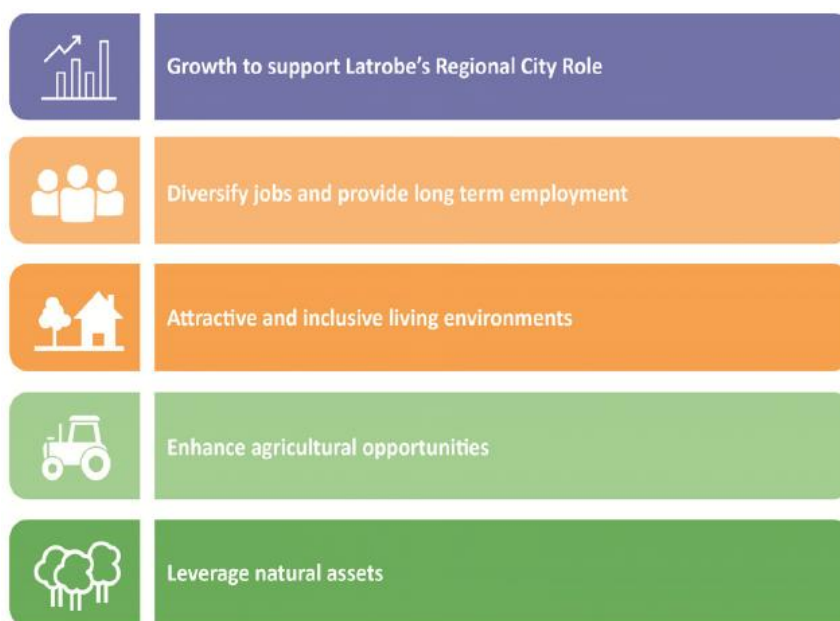 Growth to support Latrobe’s Regional City Role
Diversify jobs and provide long term employment
Attractive and inclusive living environments
Enhance agricultural opportunities
Leverage natural assets